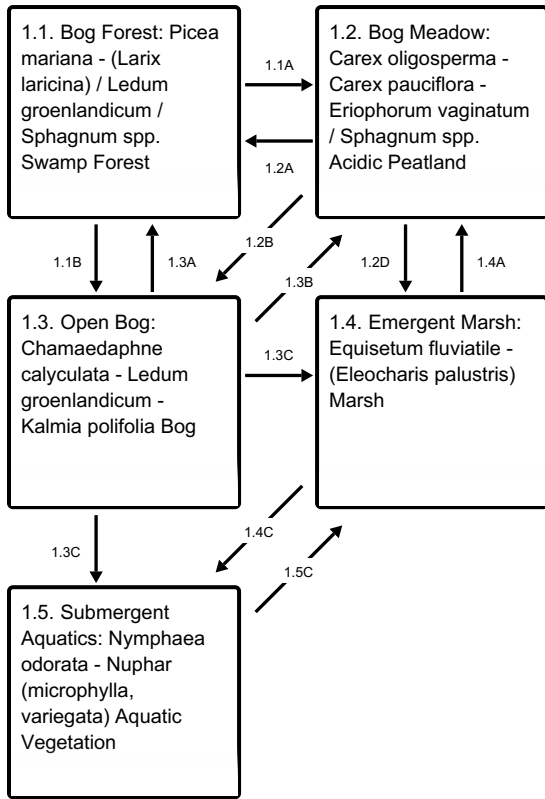 1.1. Bog Forest: Picea
mariana - (Larix
laricina) / Ledum
groenlandicum /
Sphagnum spp.
Swamp Forest
1.1A
1.2A
1.2. Bog Meadow:
Carex oligosperma -
Carex pauciflora -
Eriophorum vaginatum
/ Sphagnum spp.
Acidic Peatland
1.1B
1.3A
1.2B
1.3B
1.2D
1.4A
1.3. Open Bog:
Chamaedaphne
calyculata - Ledum
groenlandicum -
Kalmia polifolia Bog
1.3C
1.4. Emergent Marsh:
Equisetum fluviatile -
(Eleocharis palustris)
Marsh
1.3C
1.4C
1.5C
1.5. Submergent
Aquatics: Nymphaea
odorata - Nuphar
(microphylla,
variegata) Aquatic
Vegetation